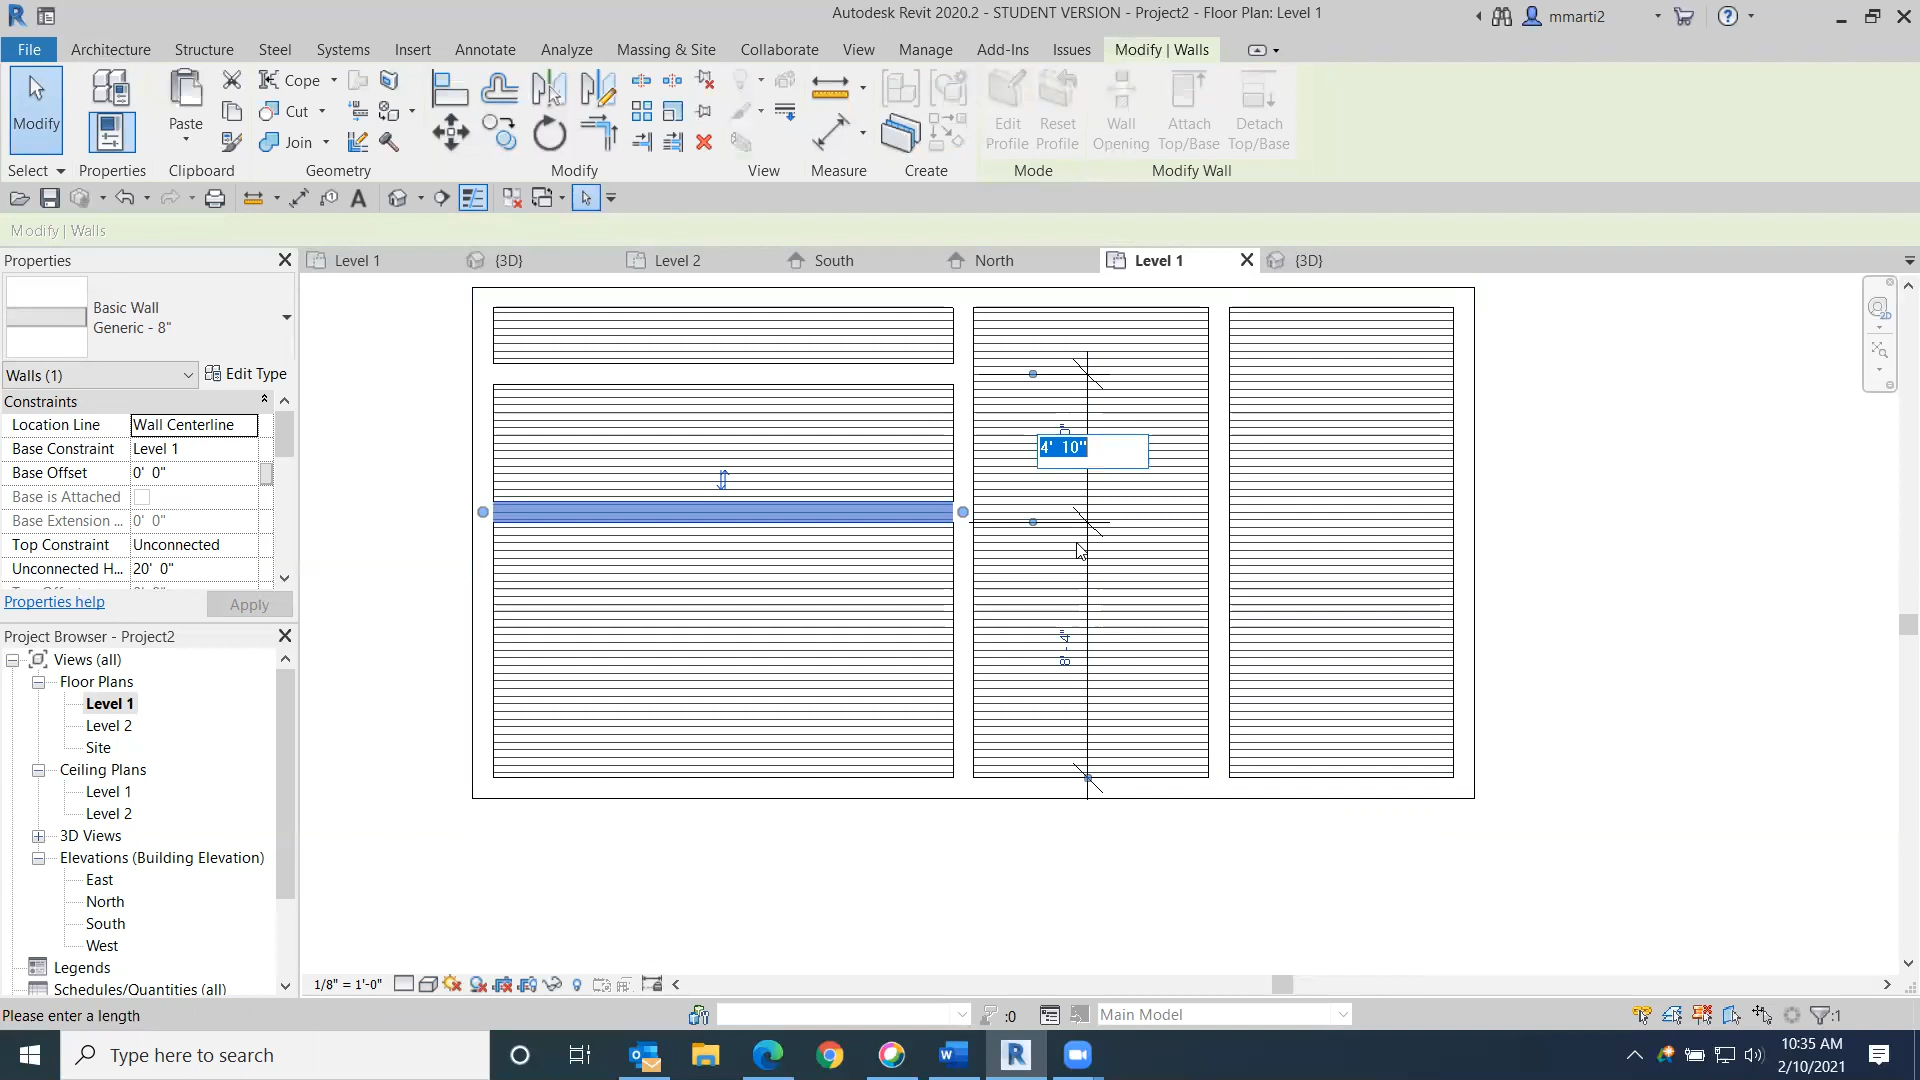 Autodesk Revit 2020.2 - STUDENT VERSION - Project2 - Floor Plan: Level 1
mmarti2
File Architecture Structure Steel Systems Insert Annotate Analyze Massing & Site Collaborate View Manage Add-Ins Issues Modify | Walls
Cope
Cut
Join
Modify
Paste
Edit Profile
Reset Profile
Wall Opening
Attach Top/Base
Detach Top/Base
Select Properties Clipboard Geometry Modify View Measure Create Mode Modify Wall
Modify | Walls
Properties
Level 1 {3D} Level 2 South North Level 1 {3D}
Basic Wall
Generic - 8"
Walls (1) Edit Type
Constraints
Location Line Wall Centerline
Base Constraint Level 1
Base Offset 0' 0"
Base is Attached
Base Extension ... 0' 0"
Top Constraint Unconnected
Unconnected H... 20' 0"
Properties help Apply
4' 10"
8' - 4"
Project Browser - Project2
Views (all)
Floor Plans
Level 1
Level 2
Site
Ceiling Plans
Level 1
Level 2
3D Views
Elevations (Building Elevation)
East
North
South
West
Legends
Schedules/Quantities (all)
1/8" = 1'-0"
Please enter a length
:0
Main Model
:1
Type here to search
10:35 AM
2/10/2021